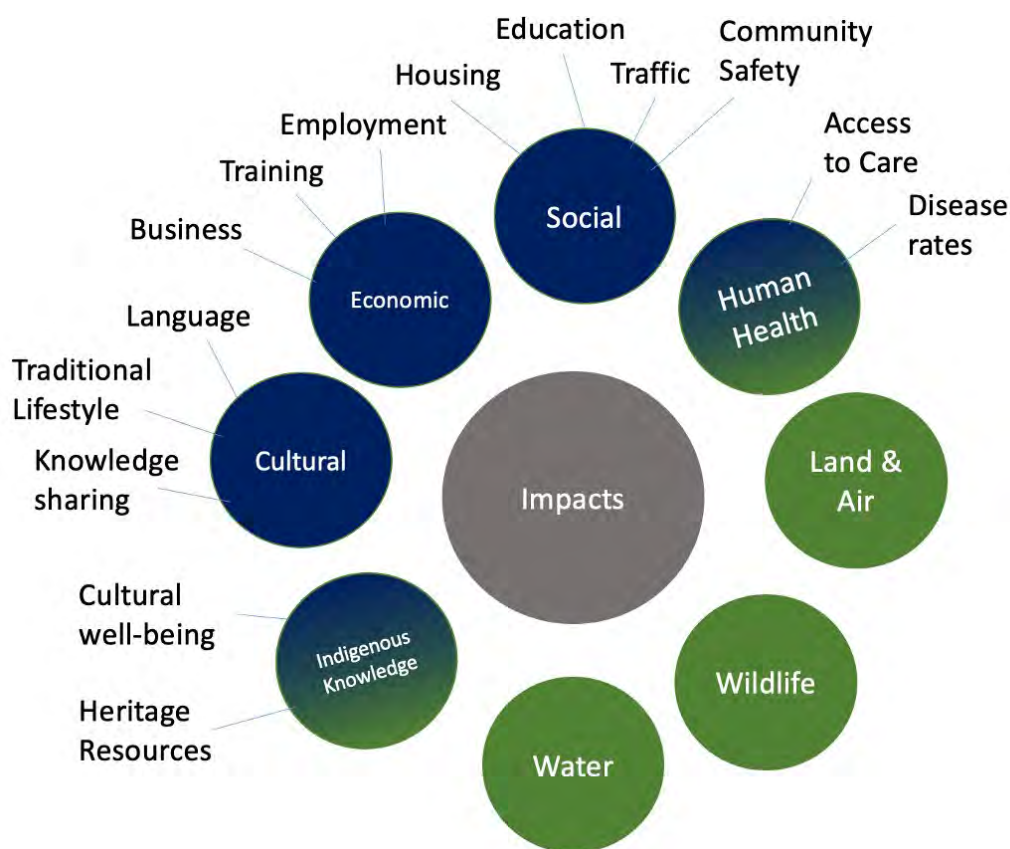 Education
Community
Safety
Housing
Traffic
Employment
Access
to Care
Training
Disease
rates
Business
Social
Human
Health
Economic
Language
Traditional
Lifestyle
Knowledge
sharing
Cultural
Impacts
Land &
Air
Cultural
well-being
Indigenous
Knowledge
Heritage
Resources
Wildlife
Water